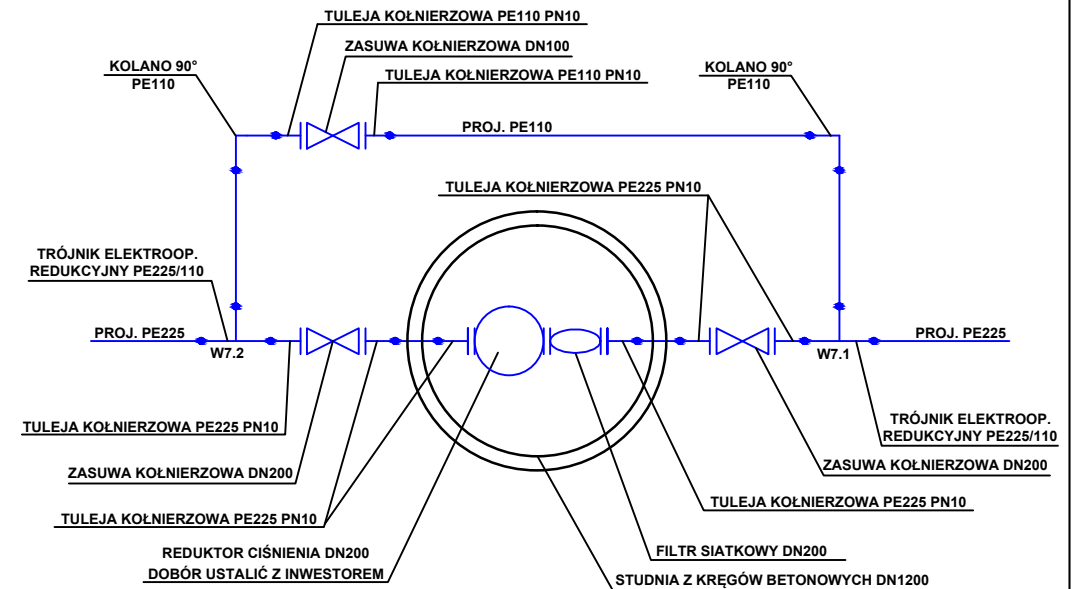 TULEJA KOŁNIERZOWA PE110 PN10
ZASUWA KOŁNIERZOWA DN100
KOLANO 90°
PE110
TULEJA KOŁNIERZOWA PE110 PN10
KOLANO 90°
PE110
PROJ. PE110
TULEJA KOŁNIERZOWA PE225 PN10
TRÓJNIK ELEKTROOP.
REDUKCYJNY PE225/110
PROJ. PE225
W7.2
W7.1
PROJ. PE225
TULEJA KOŁNIERZOWA PE225 PN10
TRÓJNIK ELEKTROOP.
REDUKCYJNY PE225/110
ZASUWA KOŁNIERZOWA DN200
ZASUWA KOŁNIERZOWA DN200
TULEJA KOŁNIERZOWA PE225 PN10
TULEJA KOŁNIERZOWA PE225 PN10
REDUKTOR CIŚNIENIA DN200
DOBÓR USTALIĆ Z INWESTOREM
FILTR SIATKOWY DN200
STUDNIA Z KRĘGÓW BETONOWYCH DN1200